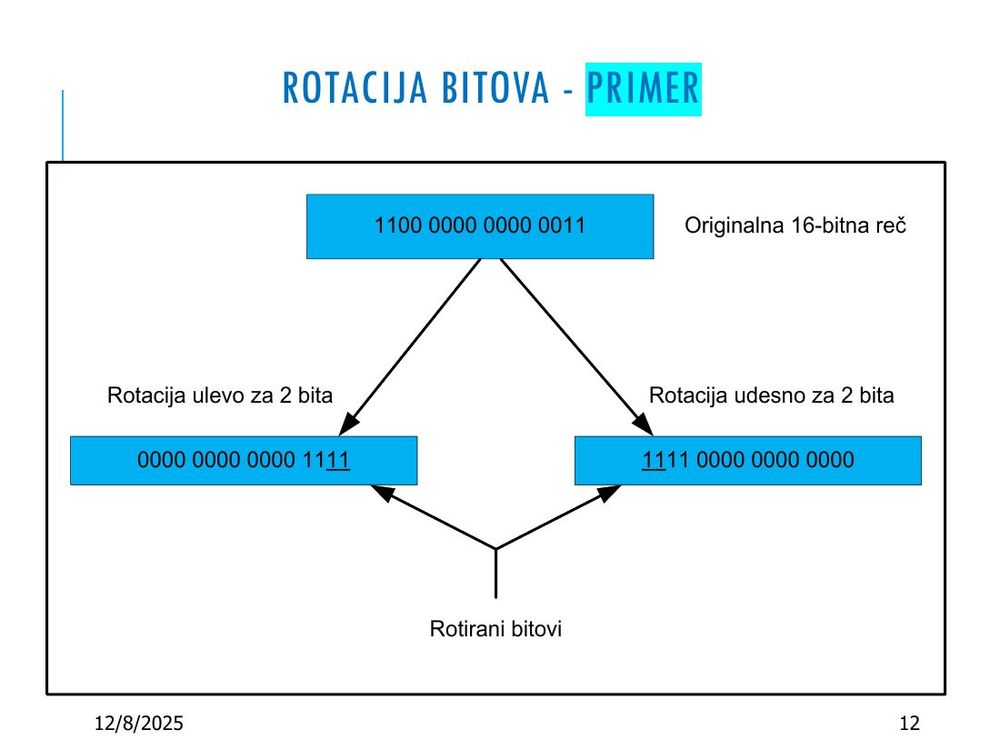 ROTACIJA BITOVA - PRIMER
1100 0000 0000 0011
Originalna 16-bitna reč
Rotacija ulevo za 2 bita
Rotacija udesno za 2 bita
0000 0000 0000 1111
1111 0000 0000 0000
Rotirani bitovi
12/8/2025
12